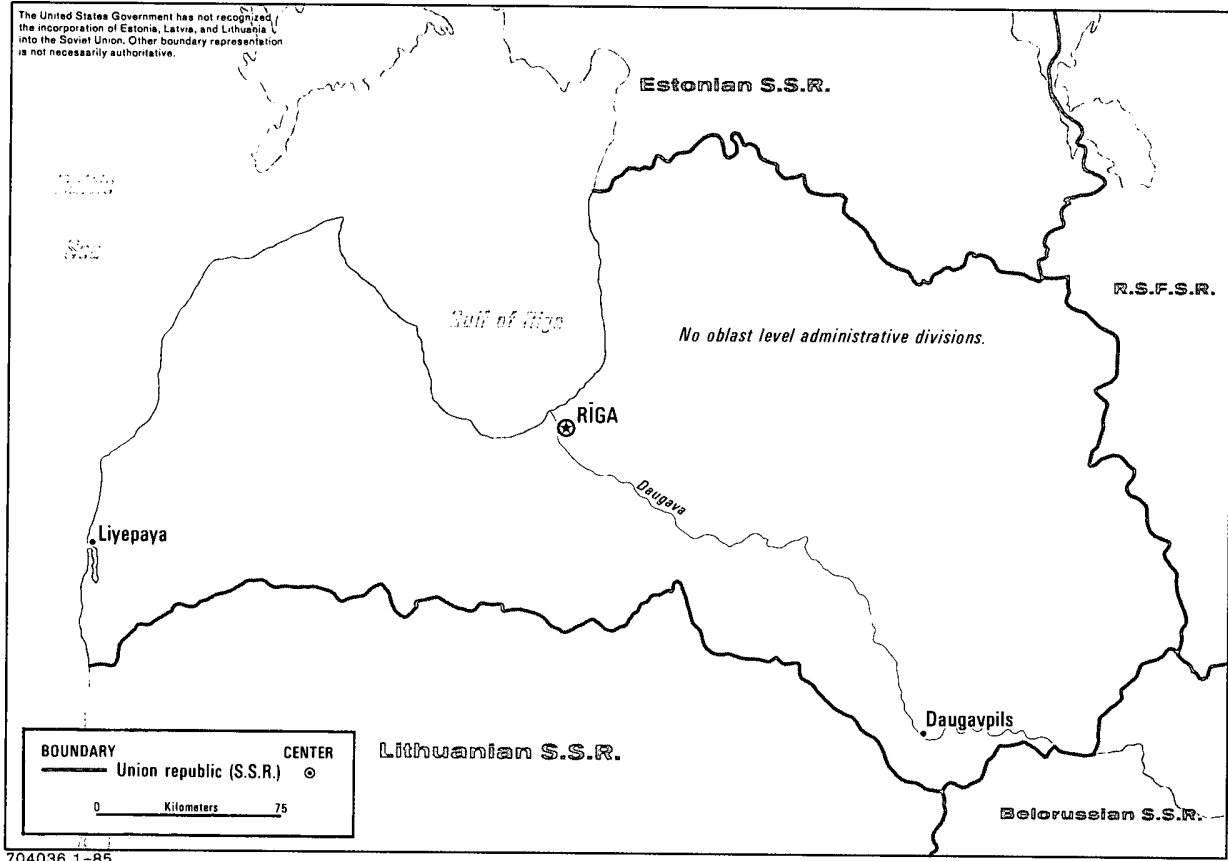 The United States Government has not recognized
the incorporation of Estonia, Latvia, and Lithuania
into the Soviet Union. Other boundary representation
is not necessarily authoritative.
Estonian S.S.R.
Baltic
Sea
R.S.F.S.R.
Gulf of Riga
No oblast level administrative divisions.
RĪGA
Daugava
Liyepaya
Daugavpils
Lithuanian S.S.R.
Belorussian S.S.R.
BOUNDARY CENTER
Union republic (S.S.R.)
0 Kilometers 75
704036 1-85